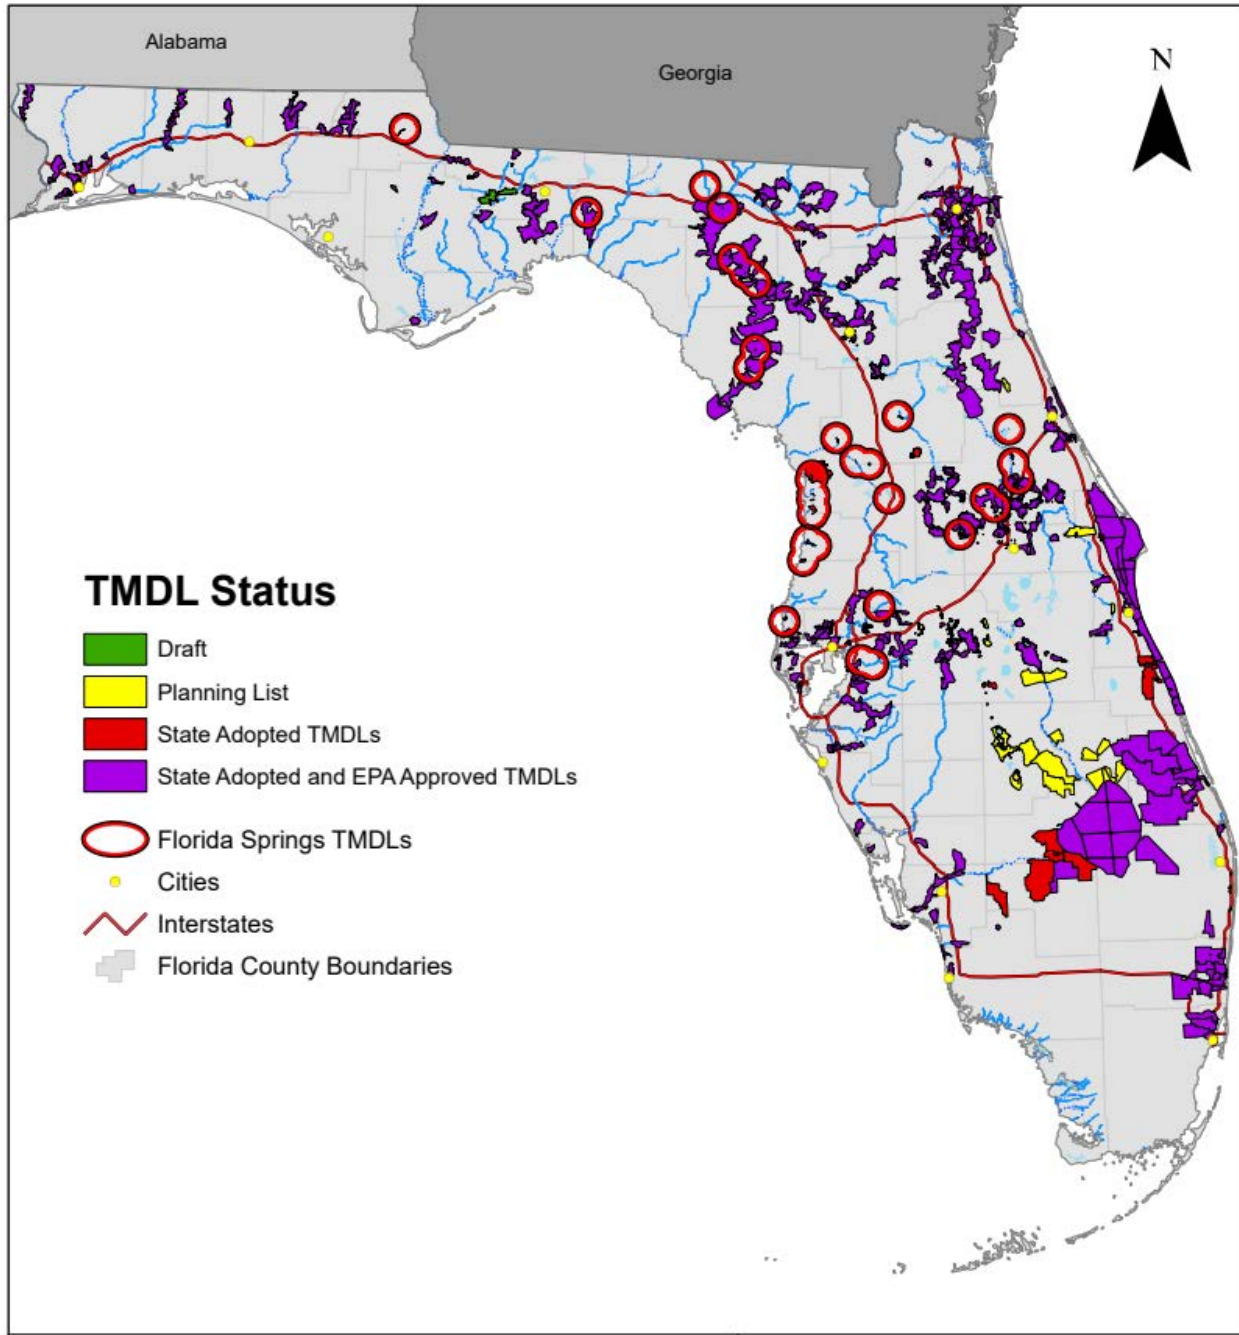 Alabama
Georgia
N
TMDL Status
Draft
Planning List
State Adopted TMDLs
State Adopted and EPA Approved TMDLs
Florida Springs TMDLs
Cities
Interstates
Florida County Boundaries